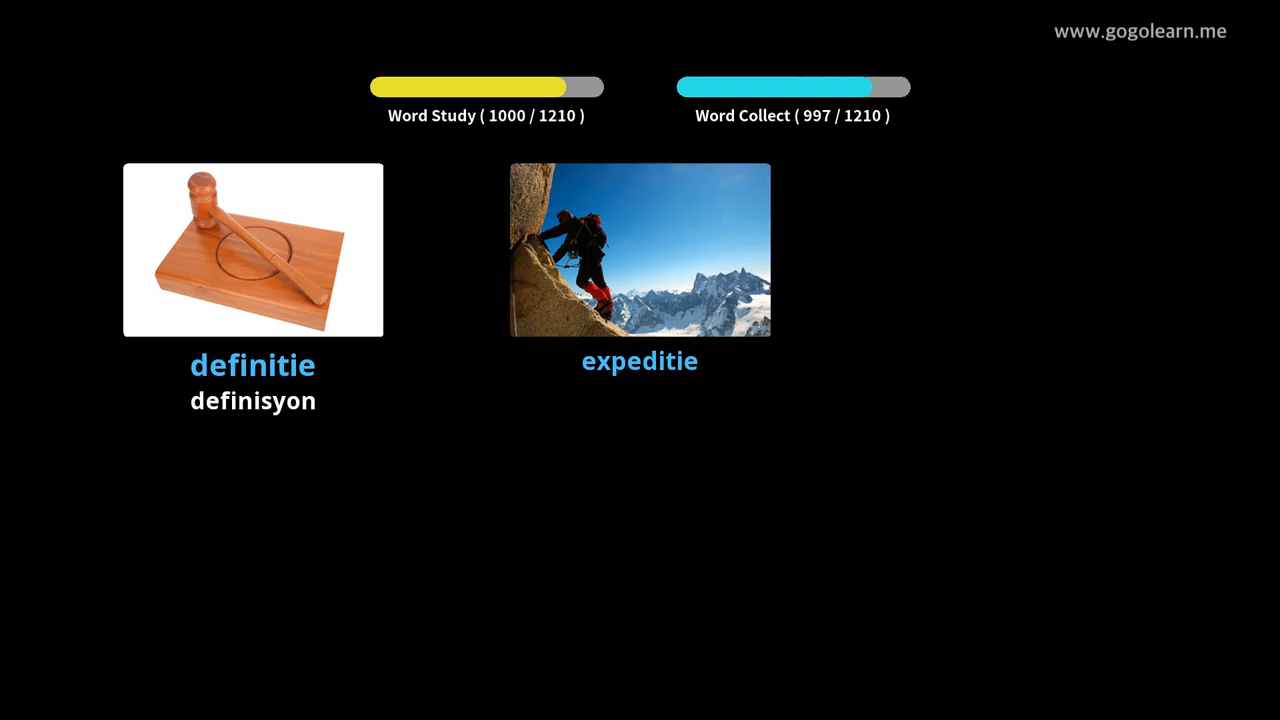 www.gogolearn.me
Word Study ( 1000 / 1210 )
Word Collect ( 997 / 1210 )
definitie
definisyon
expeditie